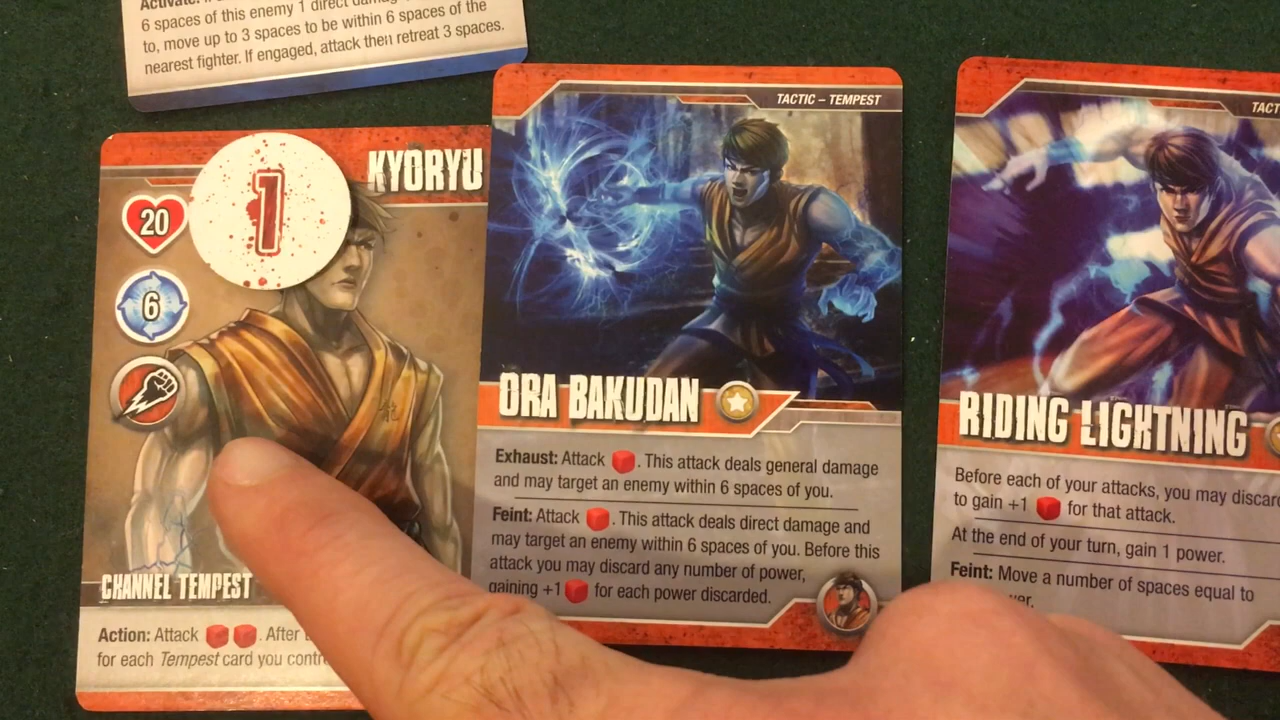 Activate:
6 spaces of this enemy 1 direct
to, move up to 3 spaces to be within 6 spaces of the
nearest fighter. If engaged, attack then retreat 3 spaces.
KYORYU
20
1
6
CHANNEL TEMPEST
Action: Attack . After
for each Tempest card you
TACTIC – TEMPEST
ORA BAKUDAN
Exhaust: Attack . This attack deals general damage
and may target an enemy within 6 spaces of you.
Feint: Attack . This attack deals direct damage and
may target an enemy within 6 spaces of you. Before this
attack you may discard any number of power,
gaining +1 for each power discarded.
RIDING LIGHTNING
Before each of your attacks, you may
to gain +1 for that attack.
At the end of your turn, gain 1 power.
Feint: Move a number of spaces equal to